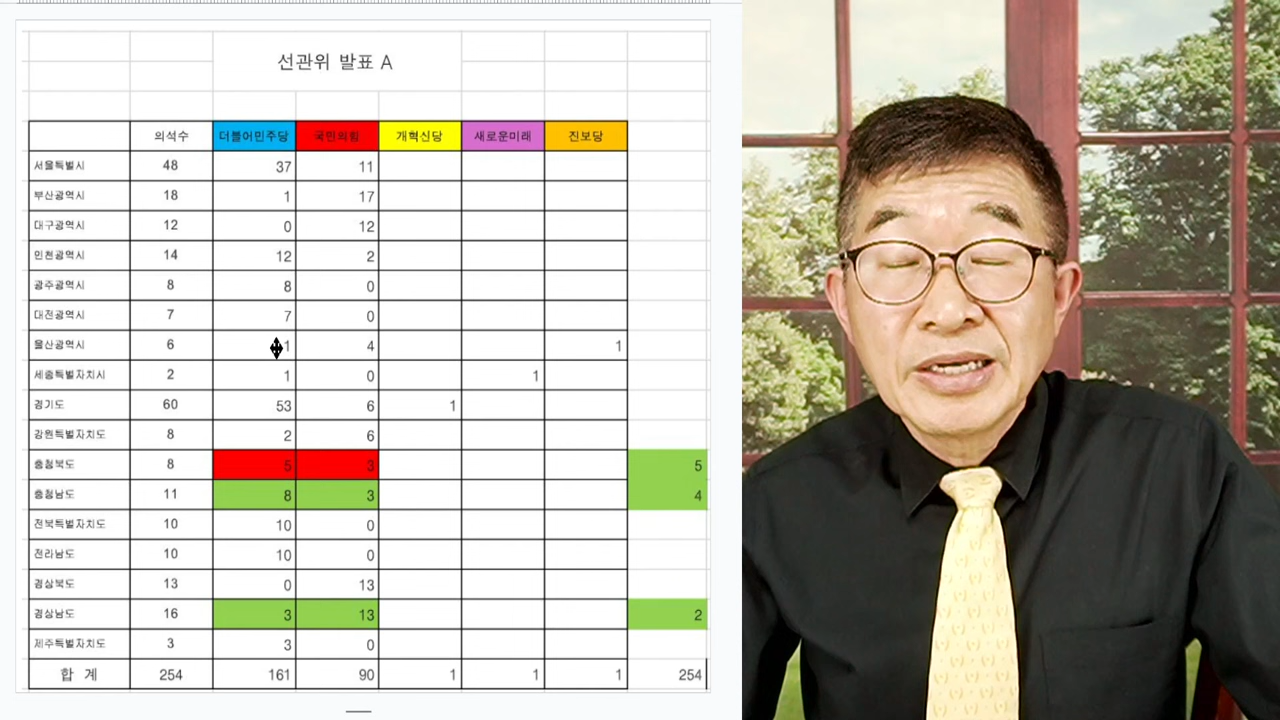 선관위 발표 A
의석수 더불어민주당 국민의힘 개혁신당 새로운미래 진보당
서울특별시 48 37 11
부산광역시 18 1 17
대구광역시 12 0 12
인천광역시 14 12 2
광주광역시 8 8 0
대전광역시 7 7 0
울산광역시 6 1 4 1
세종특별자치시 2 1 0 1
경기도 60 53 6 1
강원특별자치도 8 2 6
충청북도 8 5 3 5
충청남도 11 8 3 4
전북특별자치도 10 10 0
전라남도 10 10 0
경상북도 13 0 13
경상남도 16 3 13 2
제주특별자치도 3 3 0
합 계 254 161 90 1 1 1 254